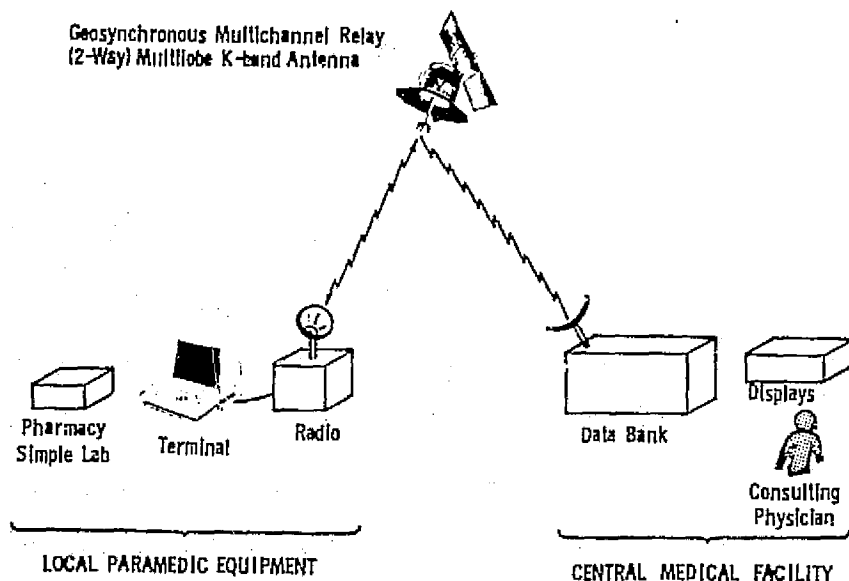 Geosynchronous Multichannel Relay
(2-Way) Multilobe K-band Antenna
Pharmacy
Simple Lab
Terminal
Radio
Data Bank
Displays
Consulting
Physician
LOCAL PARAMEDIC EQUIPMENT
CENTRAL MEDICAL FACILITY